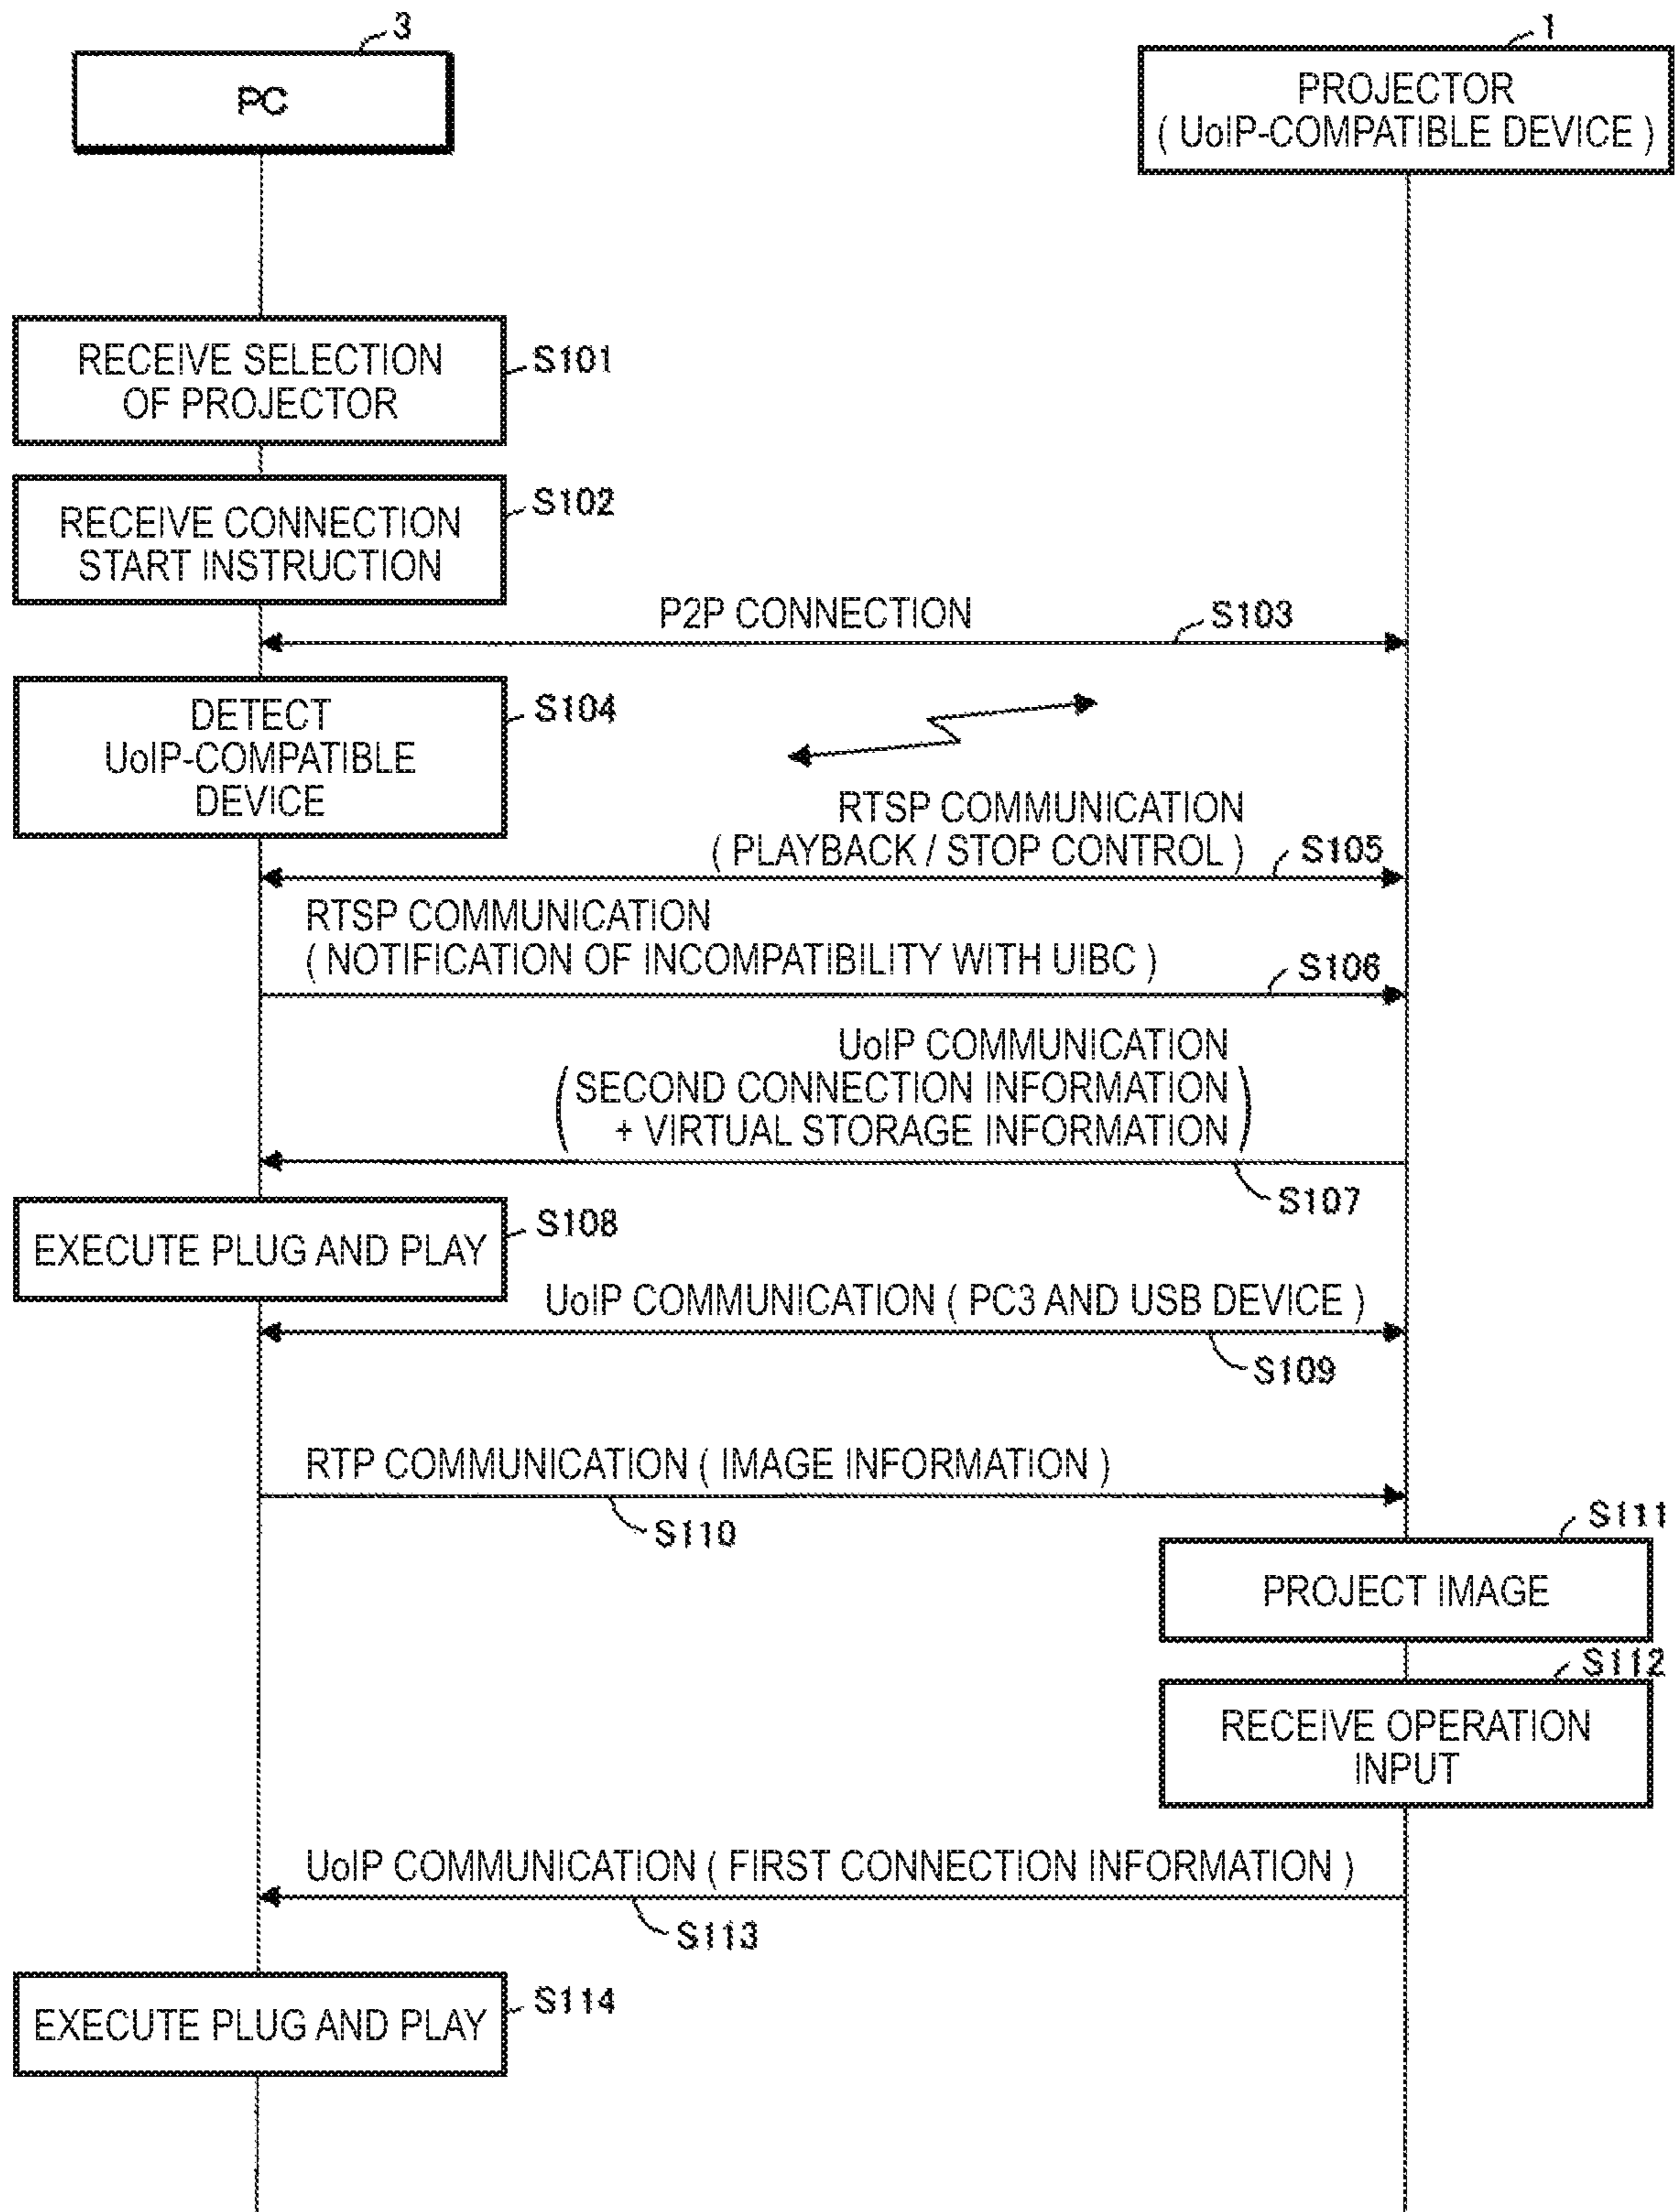 3
PC
1
PROJECTOR
( UoIP-COMPATIBLE DEVICE )
RECEIVE SELECTION
OF PROJECTOR
S101
RECEIVE CONNECTION
START INSTRUCTION
S102
P2P CONNECTION
S103
DETECT
UoIP-COMPATIBLE
DEVICE
S104
RTSP COMMUNICATION
( PLAYBACK / STOP CONTROL )
S105
RTSP COMMUNICATION
( NOTIFICATION OF INCOMPATIBILITY WITH UIBC )
S106
UoIP COMMUNICATION
( SECOND CONNECTION INFORMATION
+ VIRTUAL STORAGE INFORMATION )
S107
EXECUTE PLUG AND PLAY
S108
UoIP COMMUNICATION ( PC3 AND USB DEVICE )
S109
RTP COMMUNICATION ( IMAGE INFORMATION )
S110
S111
PROJECT IMAGE
S112
RECEIVE OPERATION
INPUT
UoIP COMMUNICATION ( FIRST CONNECTION INFORMATION )
S113
EXECUTE PLUG AND PLAY
S114